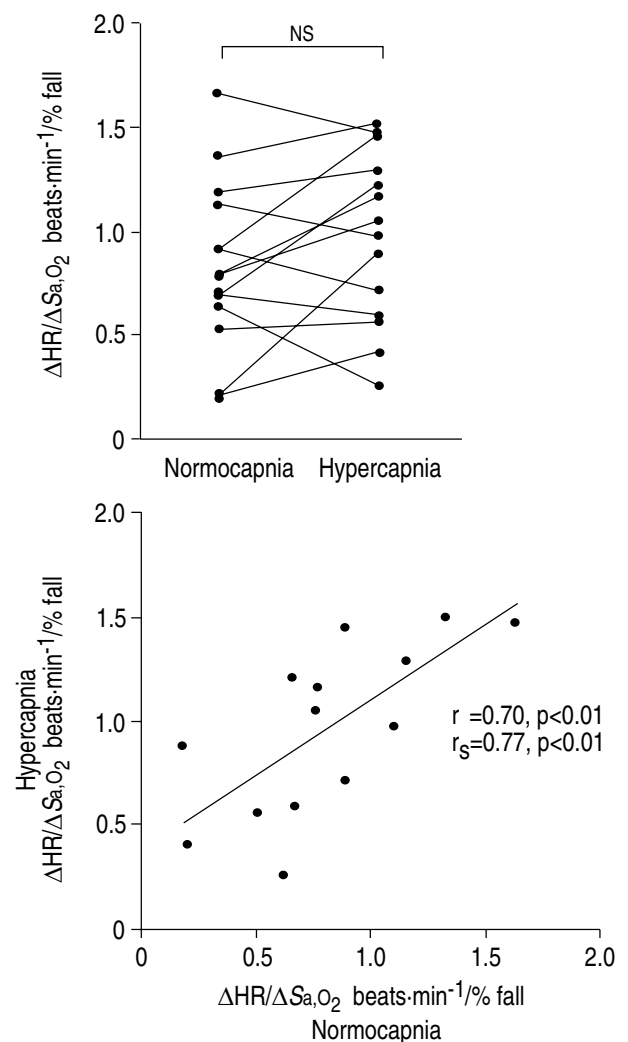 2.0
NS
1.5
1.0
0.5
0
ΔHR/ΔSa,O₂ beats·min⁻¹/% fall
Normocapnia Hypercapnia
2.0
1.5
1.0
0.5
0
Hypercapnia
ΔHR/ΔSa,O₂ beats·min⁻¹/% fall
r =0.70, p<0.01
rₛ=0.77, p<0.01
0 0.5 1.0 1.5 2.0
ΔHR/ΔSa,O₂ beats·min⁻¹/% fall
Normocapnia